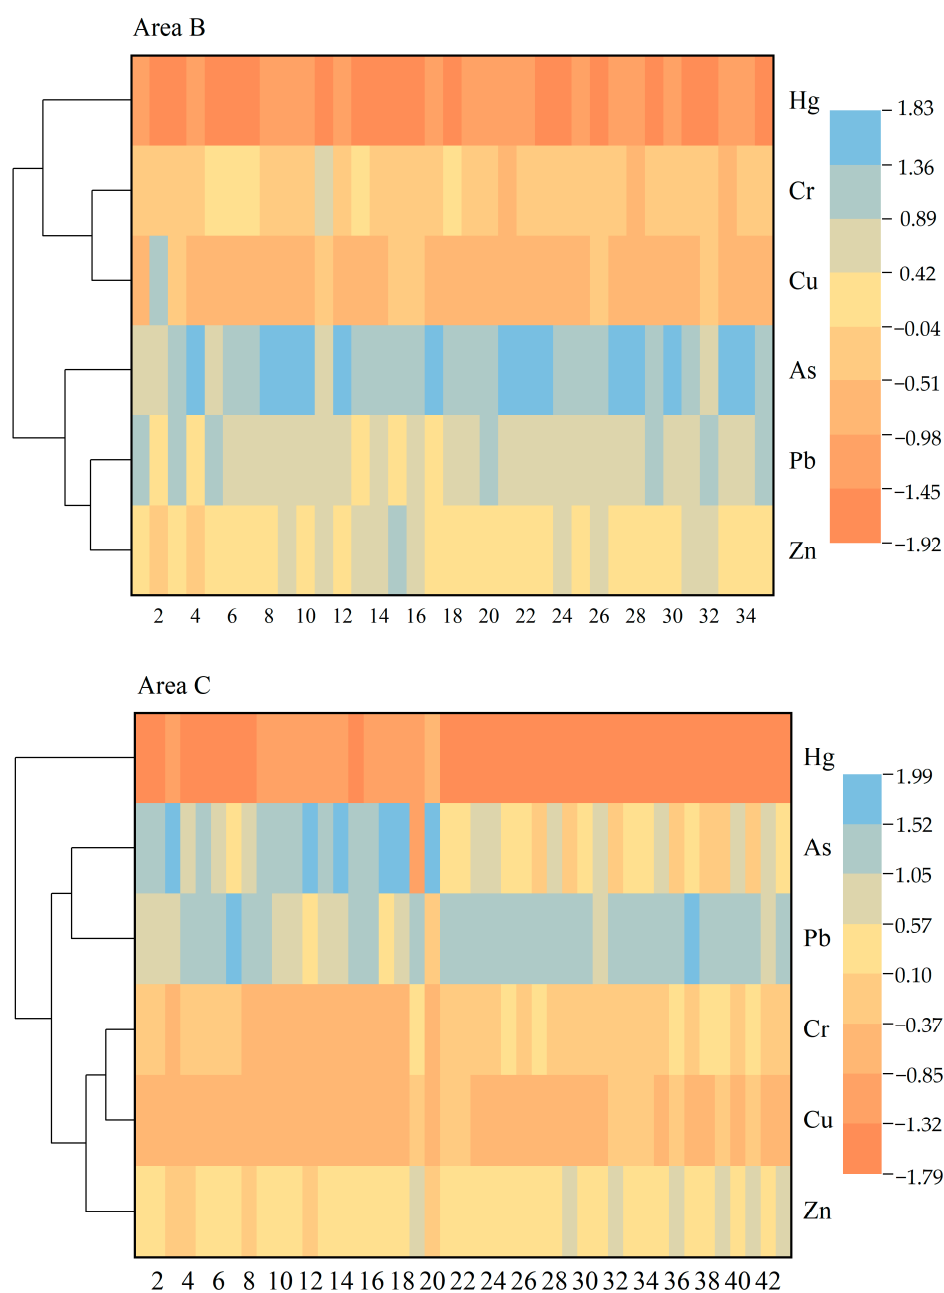 Area B
Hg
Cr
Cu
As
Pb
Zn
1.83
1.36
0.89
0.42
-0.04
-0.51
-0.98
-1.45
-1.92
2 4 6 8 10 12 14 16 18 20 22 24 26 28 30 32 34
Area C
Hg
As
Pb
Cr
Cu
Zn
1.99
1.52
1.05
0.57
0.10
-0.37
-0.85
-1.32
-1.79
2 4 6 8 10 12 14 16 18 20 22 24 26 28 30 32 34 36 38 40 42